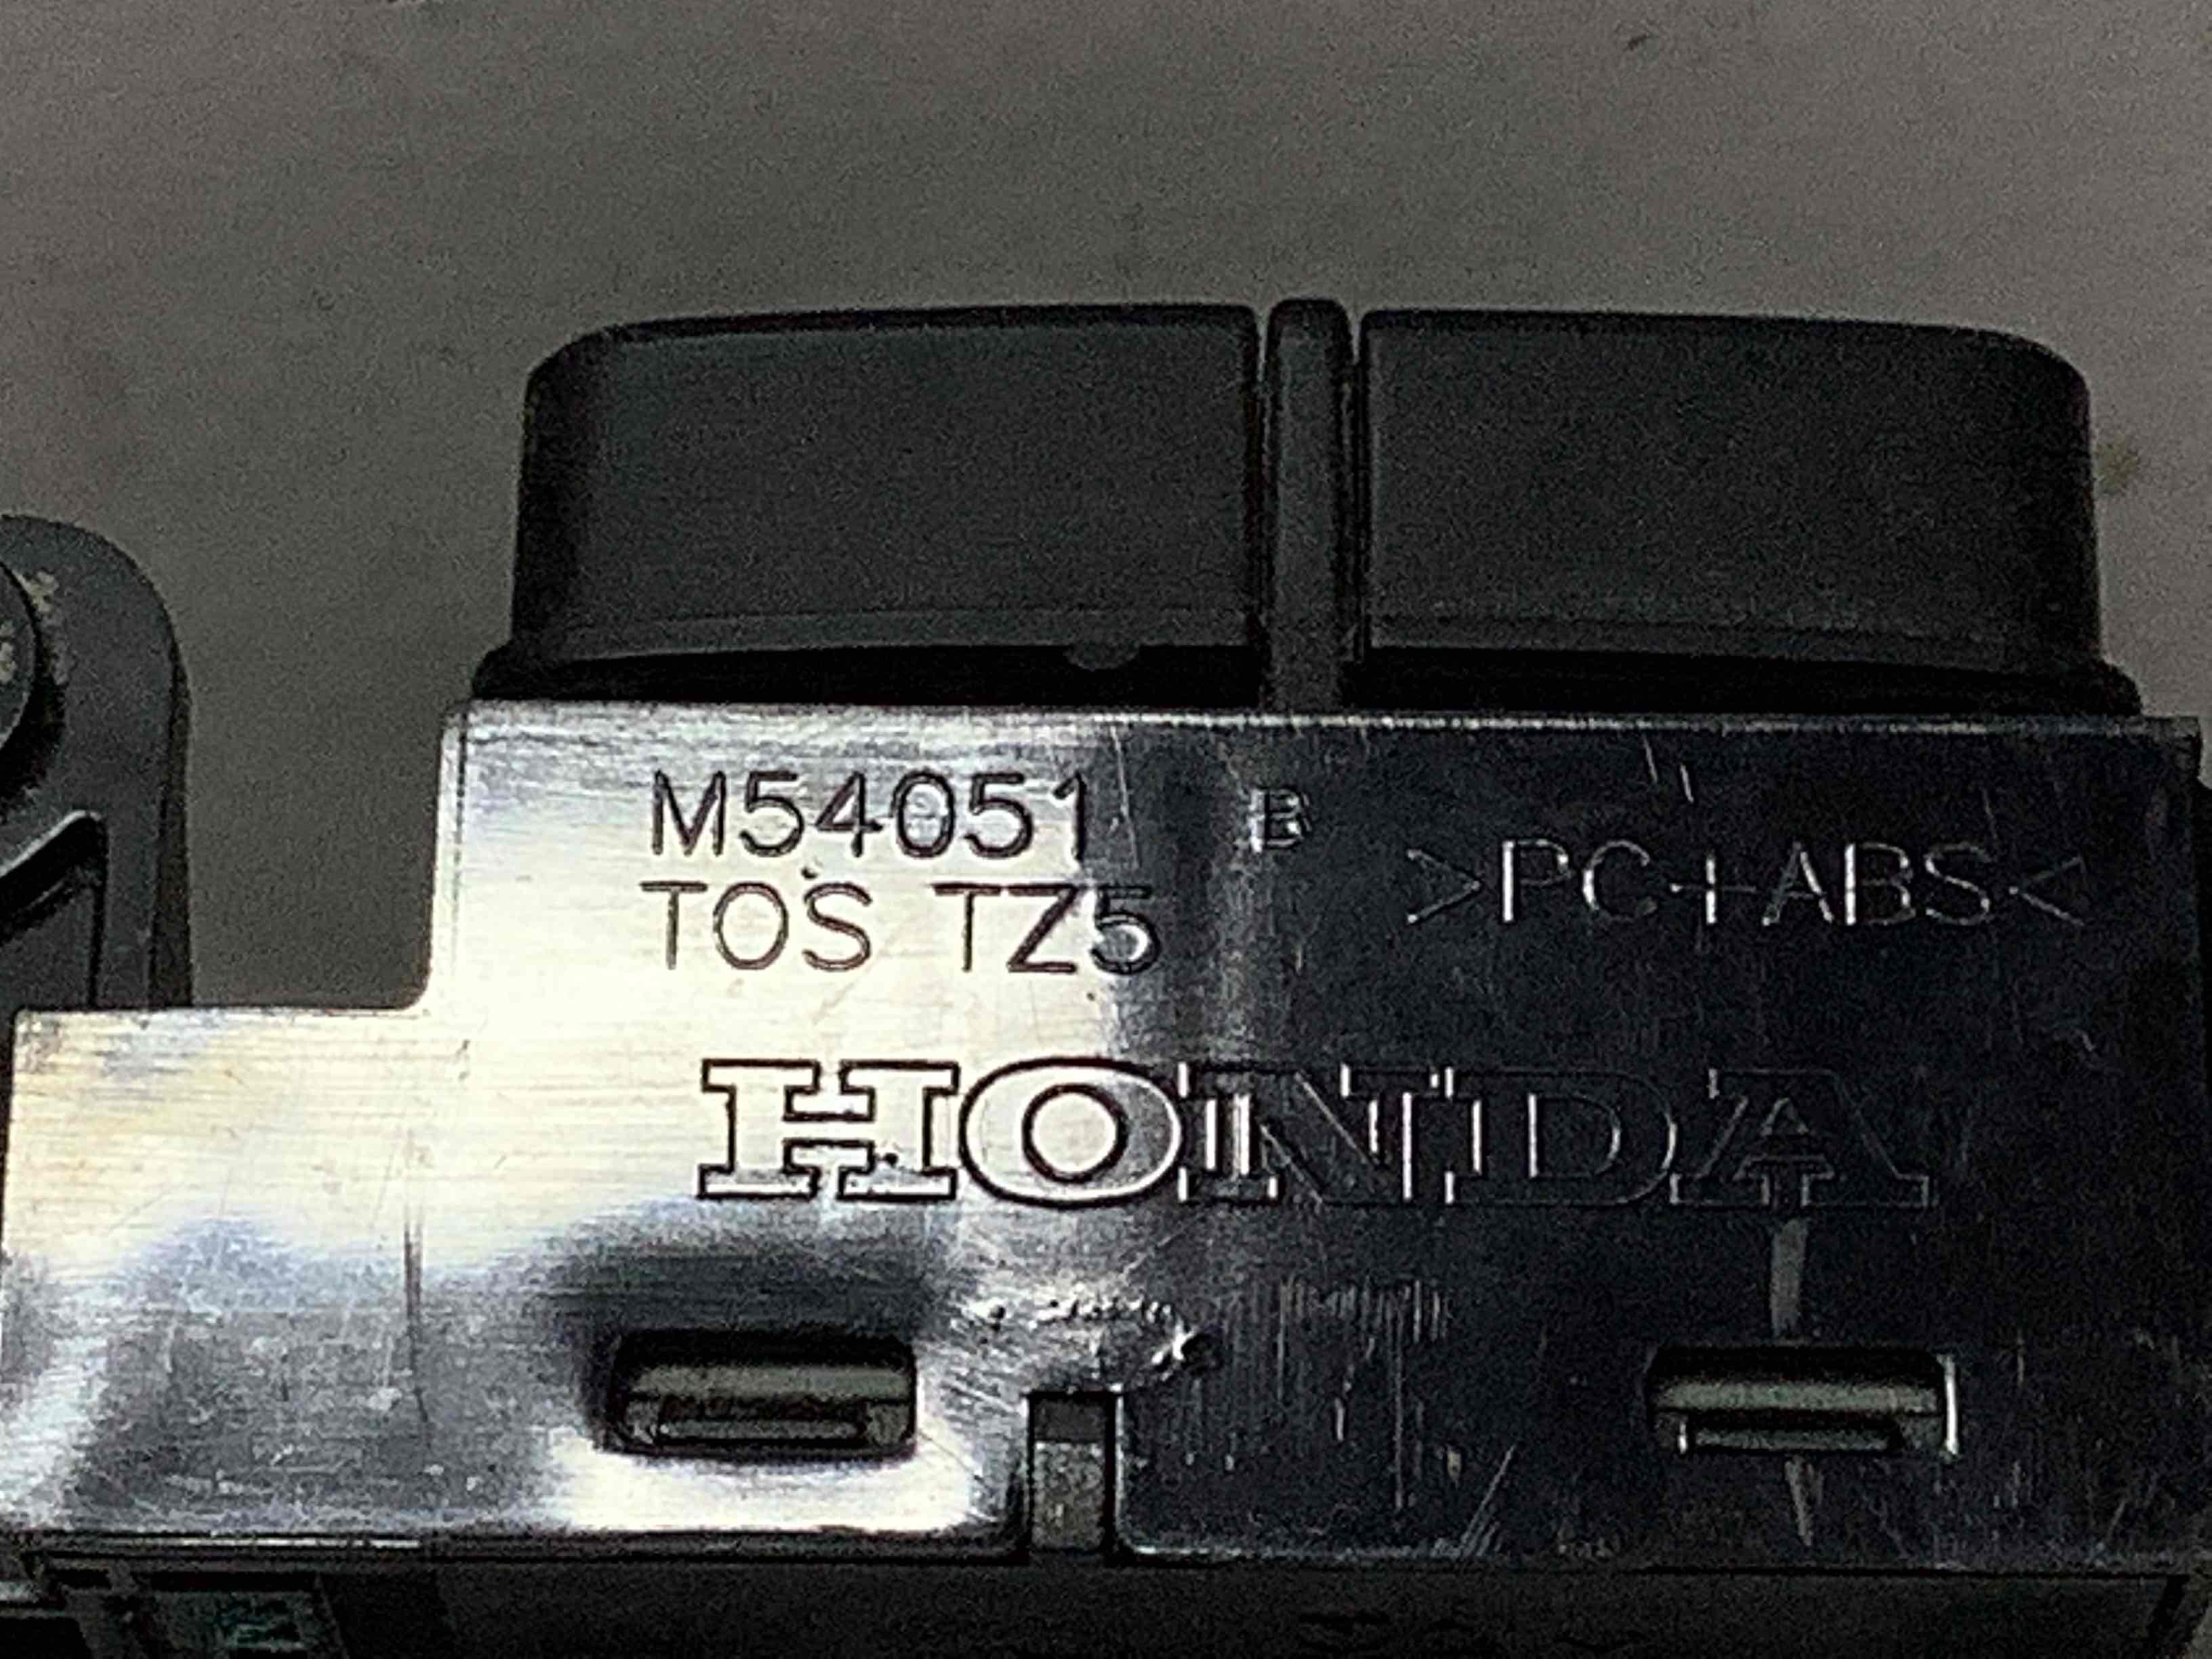 M54051 B
TOS TZ5
>PC+ABS<
HONDA